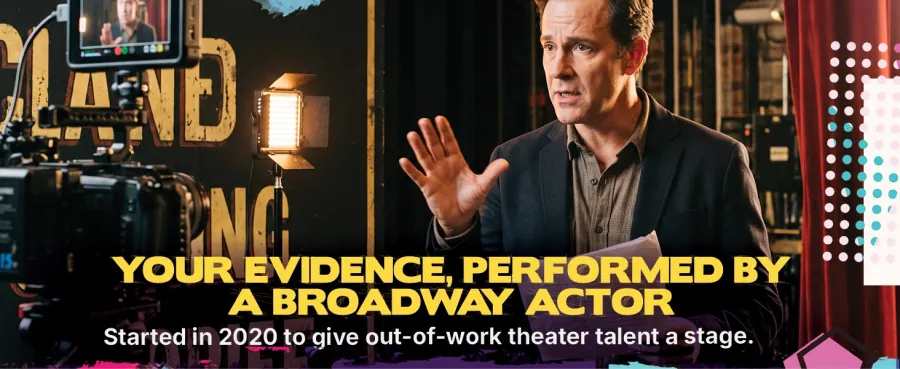 YOUR EVIDENCE, PERFORMED BY
A BROADWAY ACTOR
Started in 2020 to give out-of-work theater talent a stage.